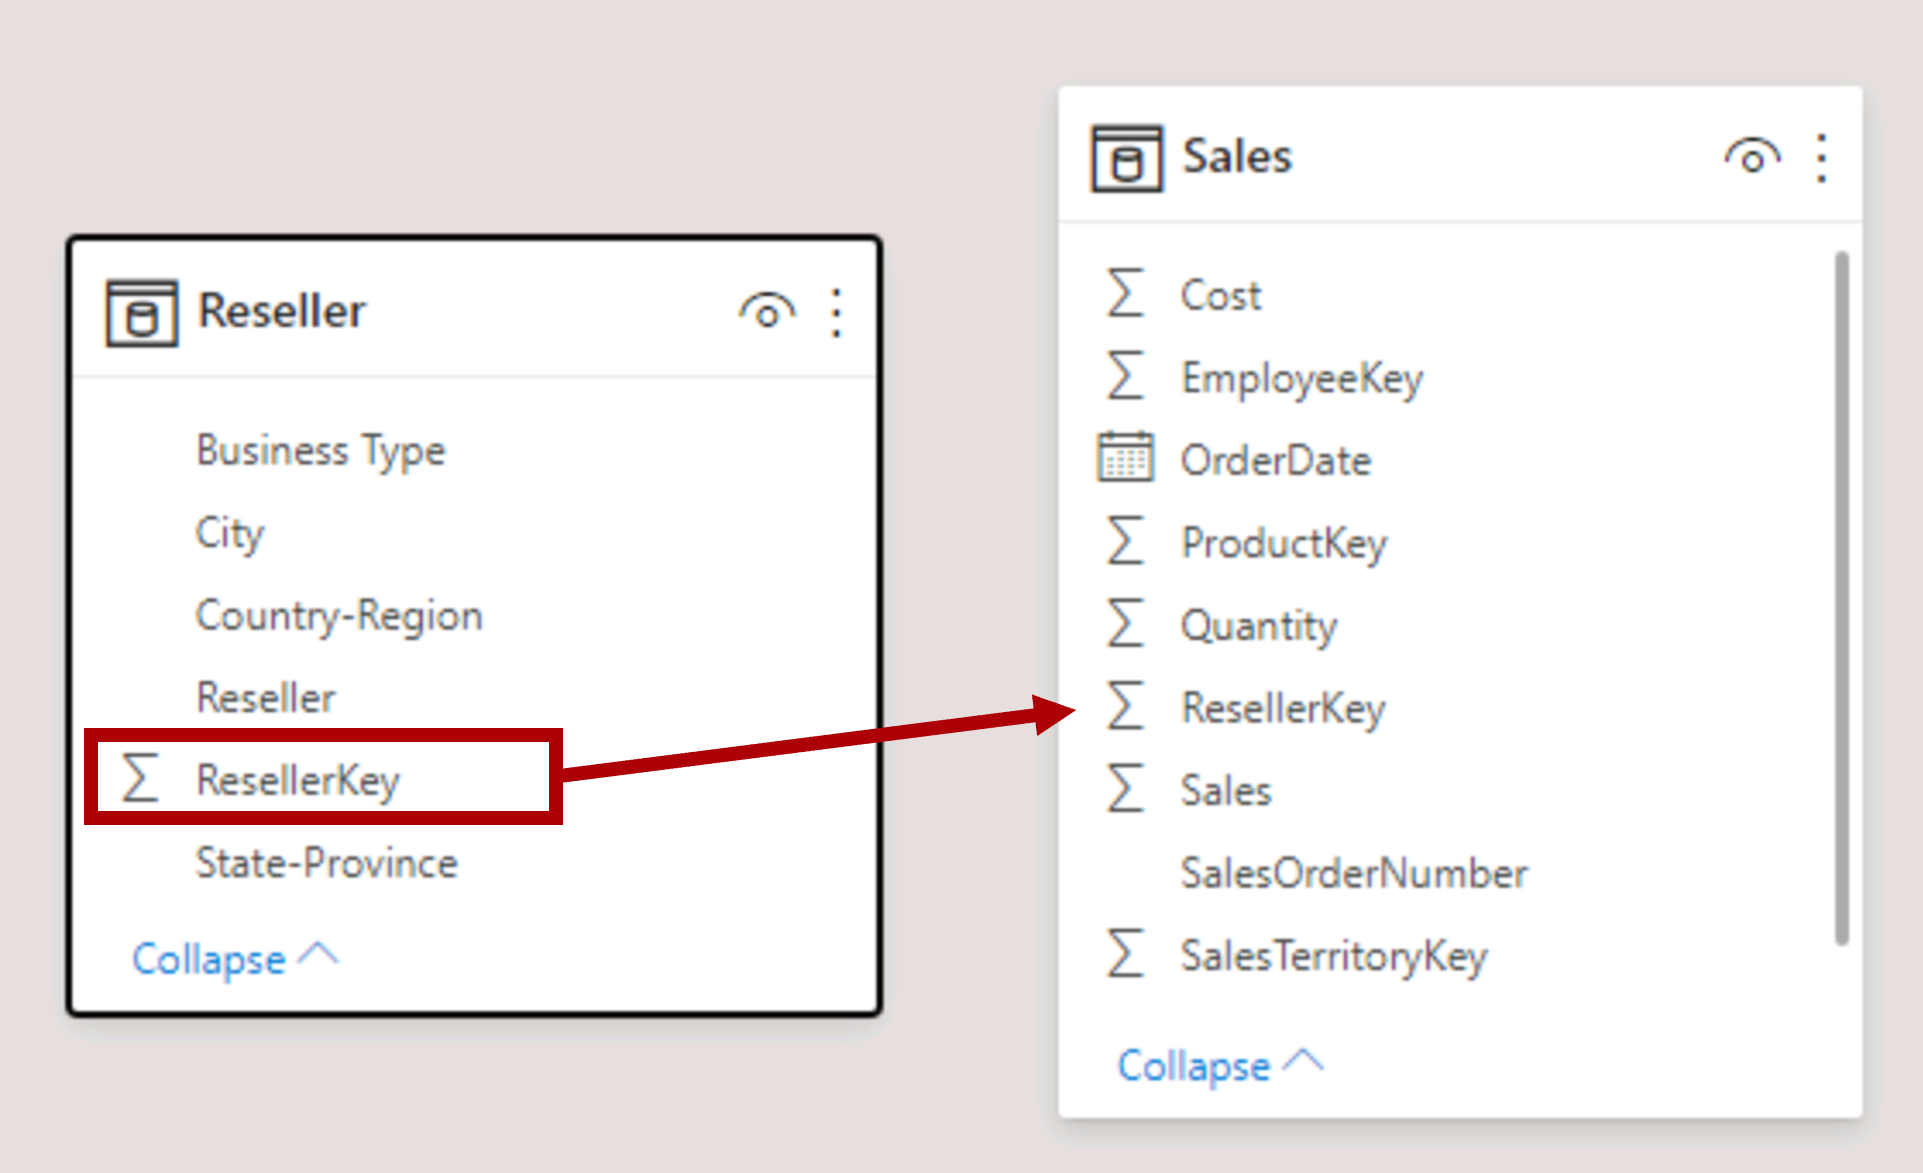 Reseller
Business Type
City
Country-Region
Reseller
ResellerKey
State-Province
Collapse
Sales
Cost
EmployeeKey
OrderDate
ProductKey
Quantity
ResellerKey
Sales
SalesOrderNumber
SalesTerritoryKey
Collapse